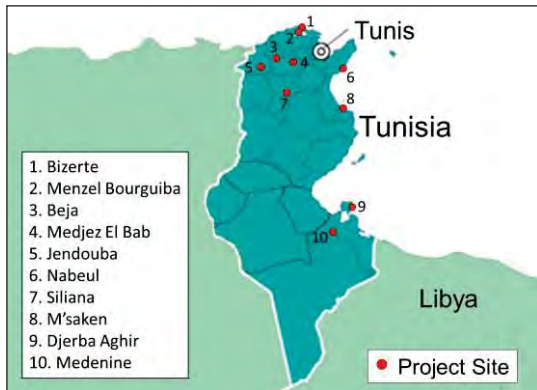 1
2
Tunis
3
4
5
6
7
8
Tunisia
1. Bizerte
2. Menzel Bourguiba
3. Beja
4. Medjez El Bab
5. Jendouba
6. Nabeul
7. Siliana
8. M'saken
9. Djerba Aghir
10. Medenine
9
10
Libya
Project Site